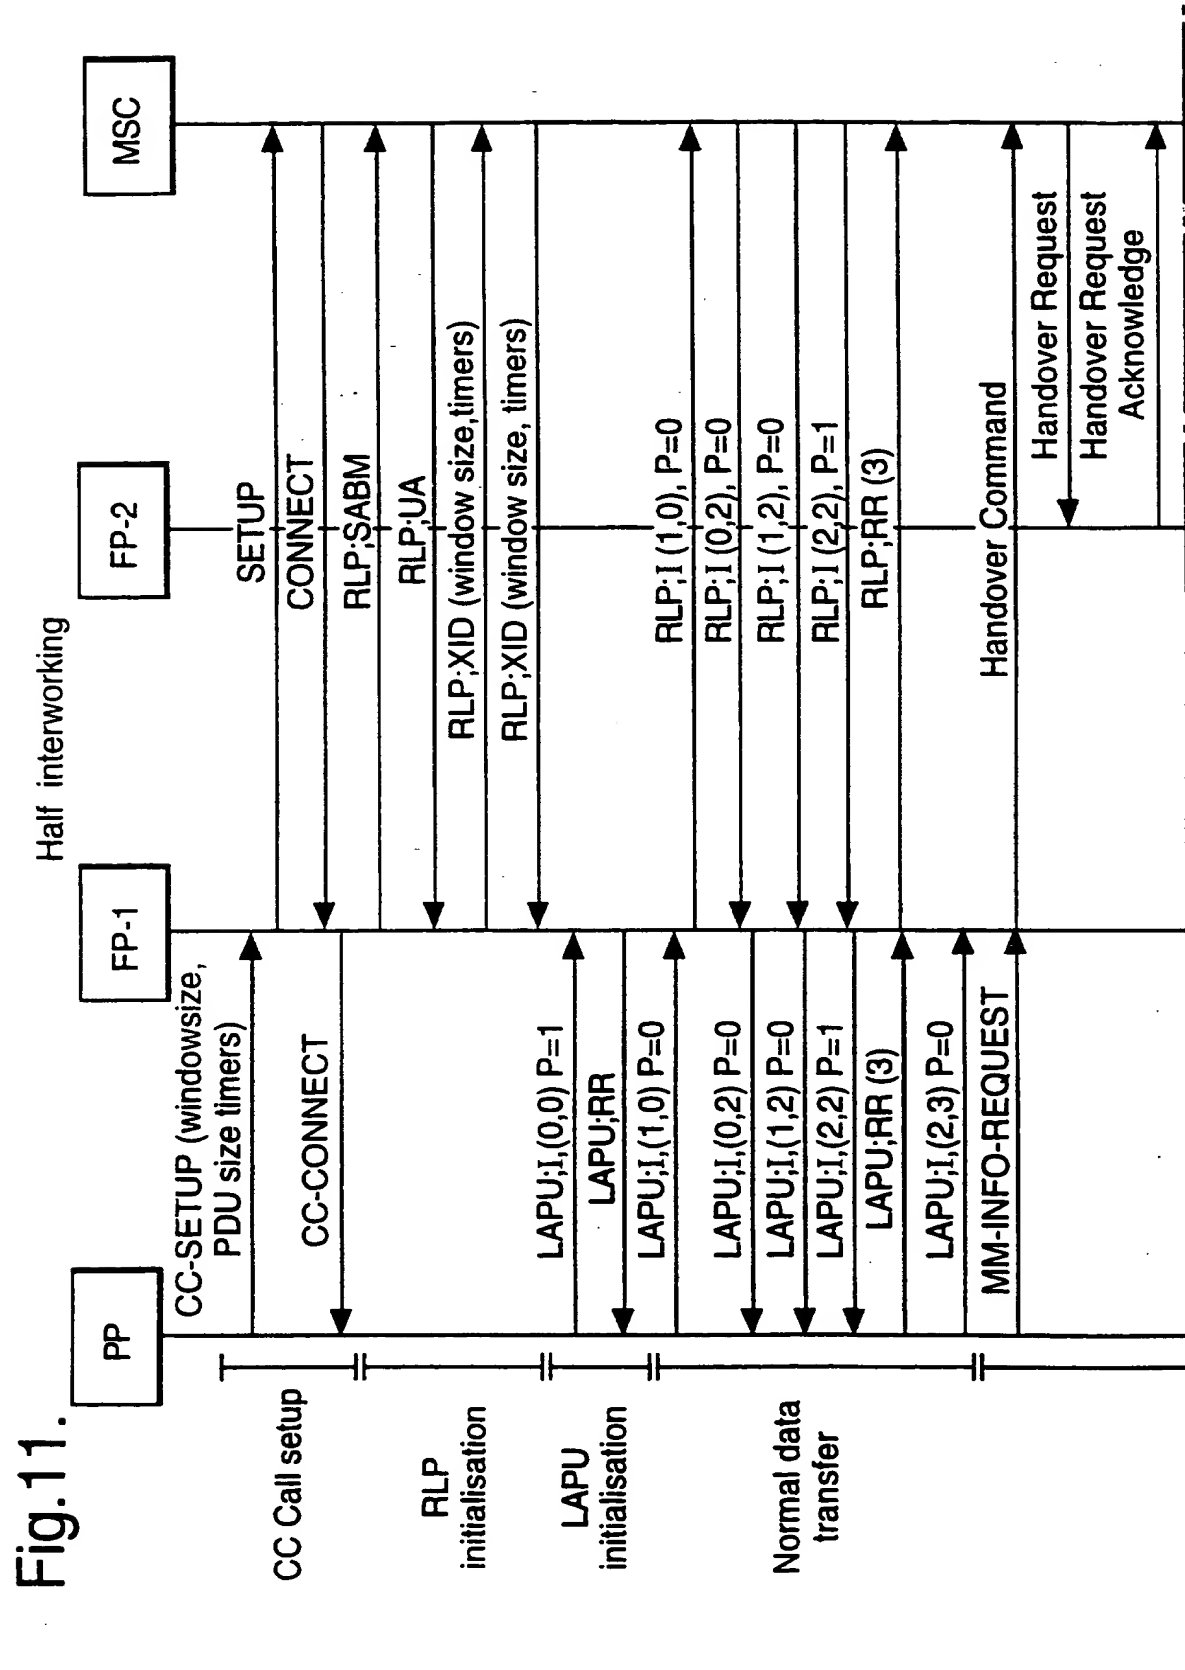 Fig.11.
Half interworking
PP
FP-1
FP-2
MSC
CC Call setup
CC-SETUP (windowsize,
PDU size timers)
SETUP
CONNECT
CC-CONNECT
RLP
initialisation
RLP;SABM
RLP;UA
RLP;XID (window size,timers)
RLP;XID (window size, timers)
LAPU
initialisation
LAPU;I,(0,0) P=1
LAPU;RR
LAPU;I,(1,0) P=0
Normal data
transfer
RLP;I (1,0), P=0
RLP;I (0,2), P=0
LAPU;I,(0,2) P=0
RLP;I (1,2), P=0
LAPU;I,(1,2) P=0
RLP;I (2,2), P=1
LAPU;I,(2,2) P=1
LAPU;RR (3)
RLP;RR (3)
LAPU;I,(2,3) P=0
MM-INFO-REQUEST
Handover Command
Handover Request
Handover Request
Acknowledge